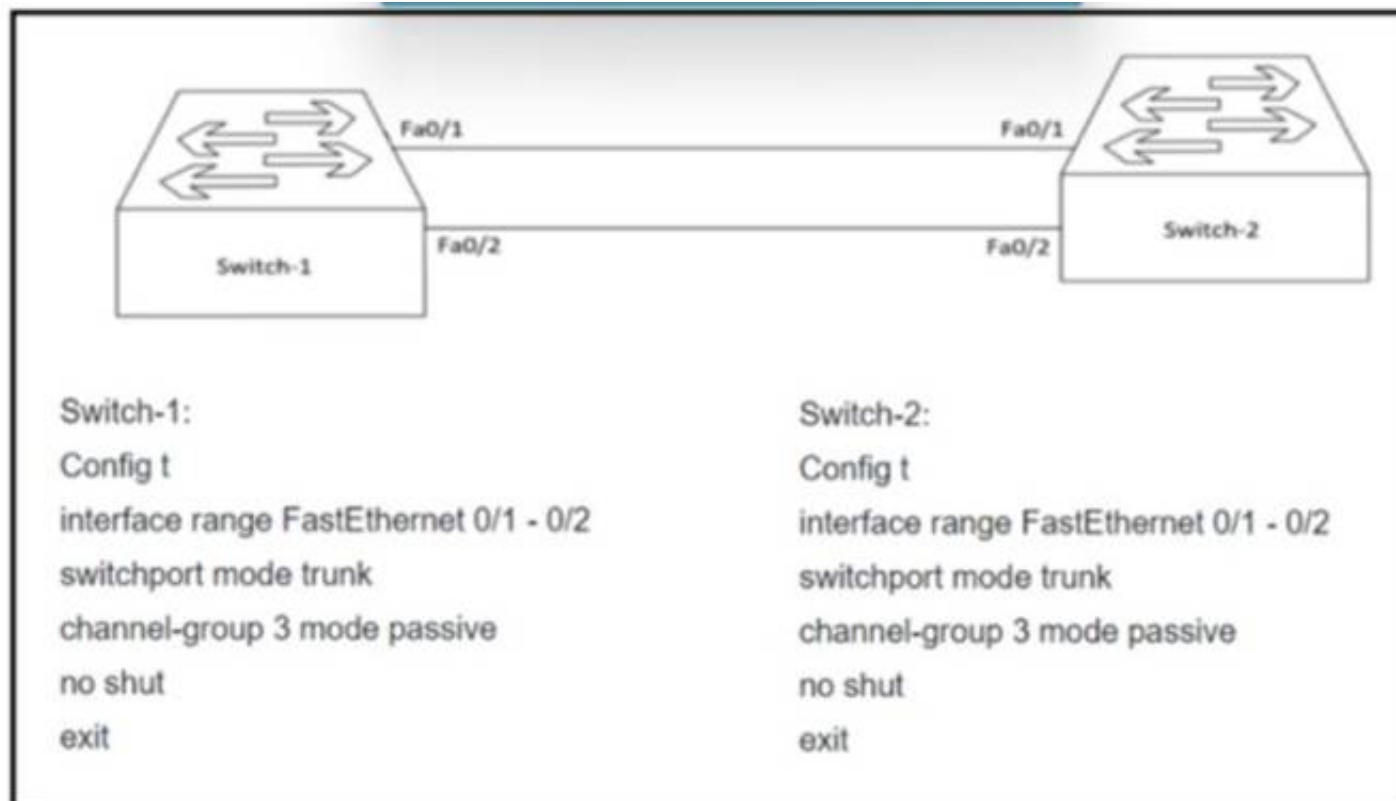 Fa0/1
Fa0/1
Fa0/2
Fa0/2
Switch-1
Switch-2
Switch-1:
Config t
interface range FastEthernet 0/1 - 0/2
switchport mode trunk
channel-group 3 mode passive
no shut
exit
Switch-2:
Config t
interface range FastEthernet 0/1 - 0/2
switchport mode trunk
channel-group 3 mode passive
no shut
exit